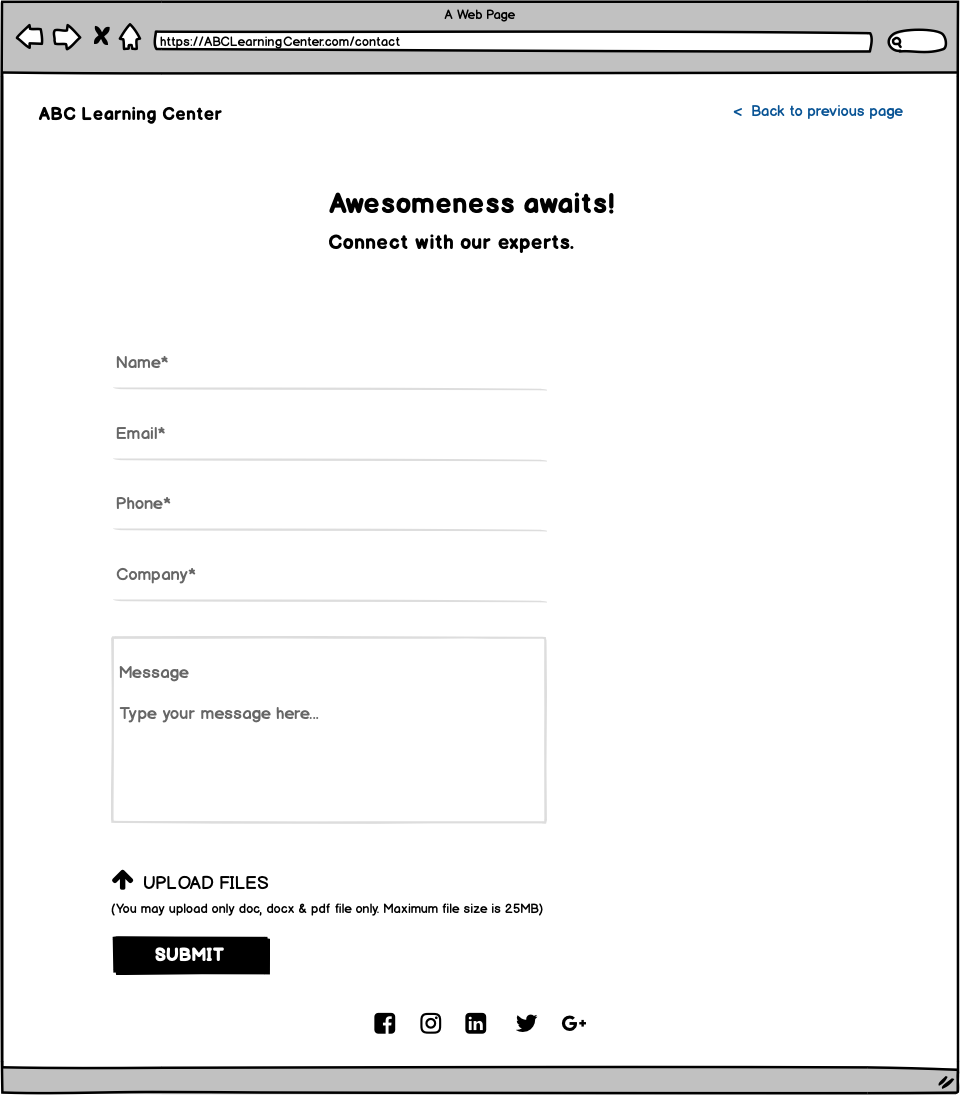 A Web Page
https://ABCLearningCenter.com/contact
ABC Learning Center
< Back to previous page
Awesomeness awaits!
Connect with our experts.
Name*
Email*
Phone*
Company*
Message
Type your message here...
UPLOAD FILES
(You may upload only doc, docx & pdf file only. Maximum file size is 25MB)
SUBMIT
G+